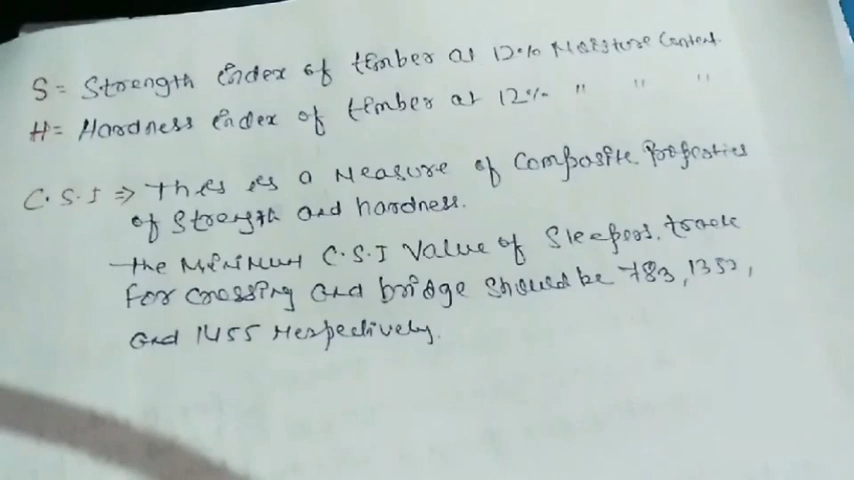 S = Strength index of timber at 12% Moisture Content.
H = Hardness index of timber at 12% " " "
C.S.I => This is a Measure of Composite Properties
of Strength and hardness.
The Minimum C.S.I Value of Sleepers. track
For crossing and bridge should be 783, 1352,
and 1455 respectively.